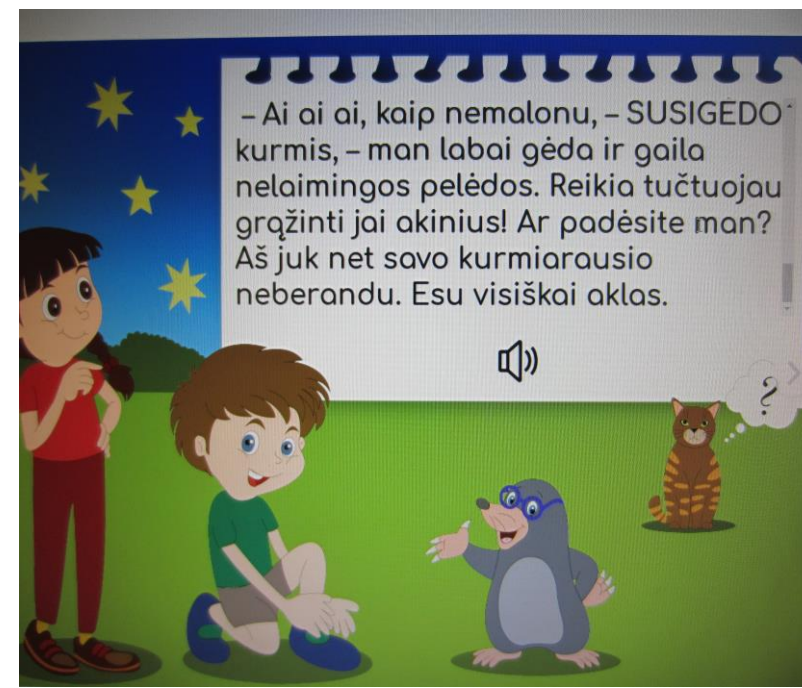 – Ai ai ai, kaip nemalonu, – SUSIGĖDO
kurmis, – man labai gėda ir gaila
nelaimingos pelėdos. Reikia tučtuojau
grąžinti jai akinius! Ar padėsite man?
Aš juk net savo kurmiarausio
neberandu. Esu visiškai aklas.
?